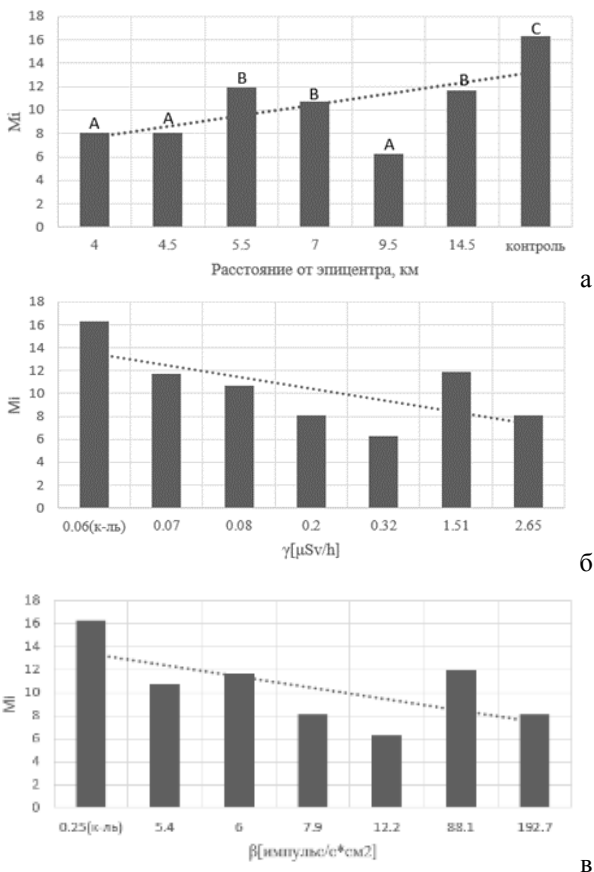 18
16
14
12
10
8
6
4
2
0
Mi
A
A
B
B
A
B
C
4
4.5
5.5
7
9.5
14.5
контроль
Расстояние от эпицентра, км
а
18
16
14
12
10
8
6
4
2
0
Mi
0.06(к-ль)
0.07
0.08
0.2
0.32
1.51
2.65
γ[μSv/h]
б
18
16
14
12
10
8
6
4
2
0
Mi
0.25(к-ль)
5.4
6
7.9
12.2
88.1
192.7
β[импульс/с*см2]
в